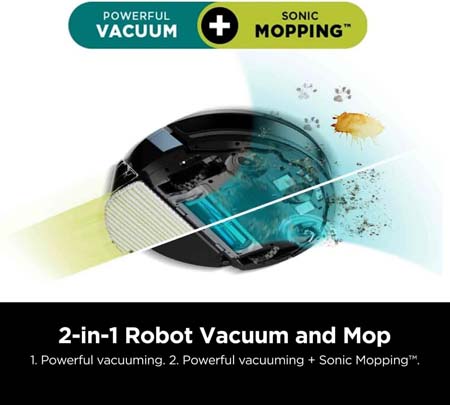 POWERFUL
VACUUM
+
SONIC
MOPPING™
2-in-1 Robot Vacuum and Mop
1. Powerful vacuuming. 2. Powerful vacuuming + Sonic Mopping™.